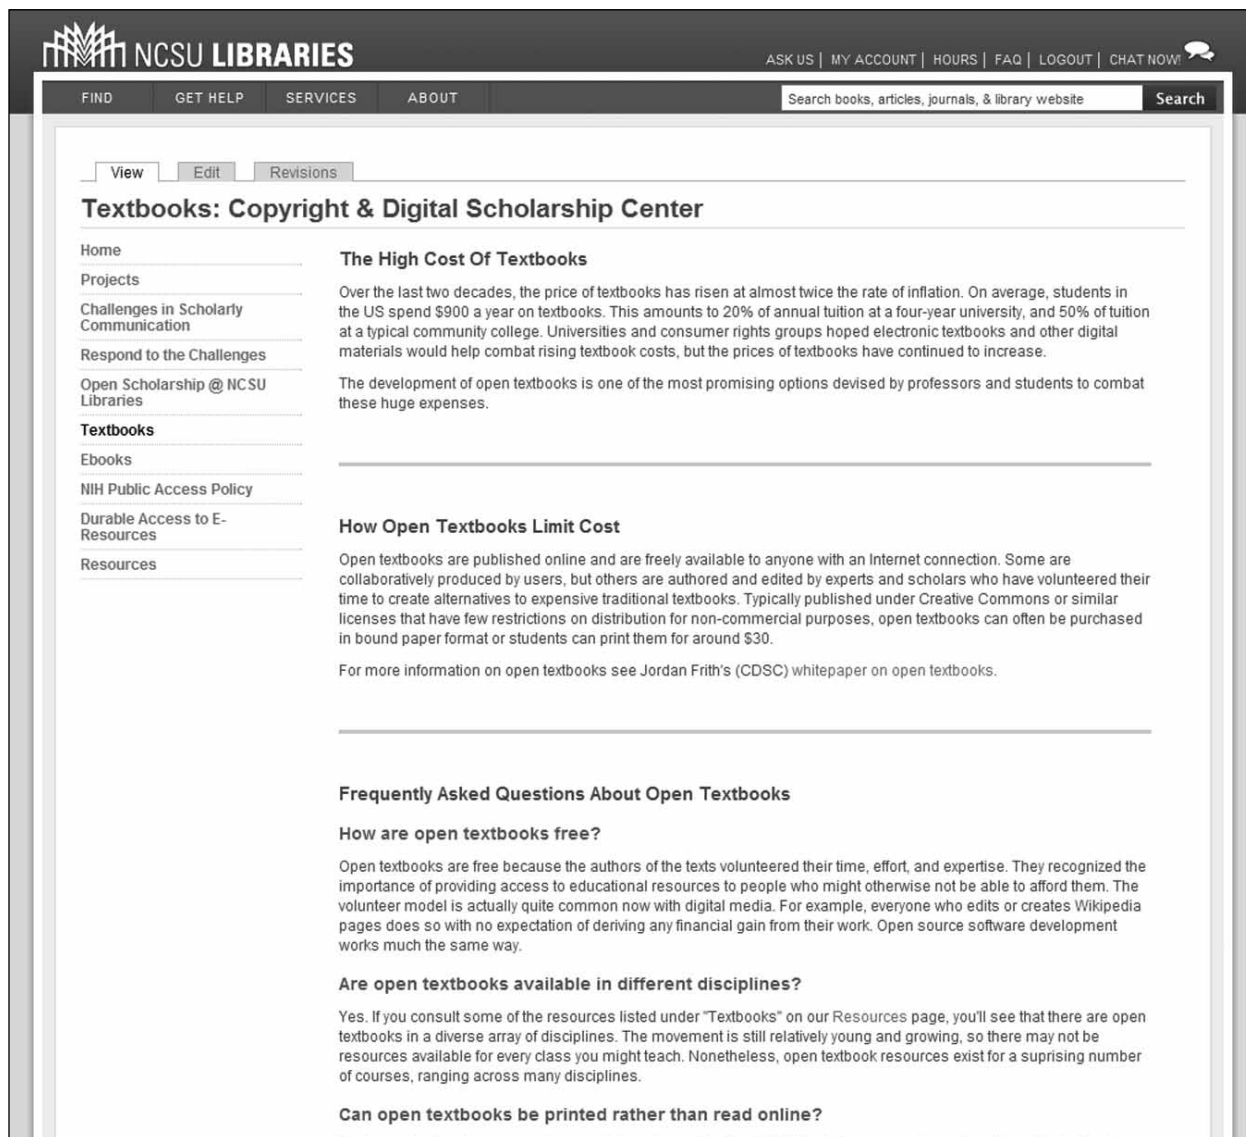 NCSU LIBRARIES
ASK US | MY ACCOUNT | HOURS | FAQ | LOGOUT | CHAT NOW!
FIND GET HELP SERVICES ABOUT
Search books, articles, journals, & library website Search
View Edit Revisions
Textbooks: Copyright & Digital Scholarship Center
Home
Projects
Challenges in Scholarly
Communication
Respond to the Challenges
Open Scholarship @ NCSU
Libraries
Textbooks
Ebooks
NIH Public Access Policy
Durable Access to E-
Resources
Resources
The High Cost Of Textbooks
Over the last two decades, the price of textbooks has risen at almost twice the rate of inflation. On average, students in
the US spend $900 a year on textbooks. This amounts to 20% of annual tuition at a four-year university, and 50% of tuition
at a typical community college. Universities and consumer rights groups hoped electronic textbooks and other digital
materials would help combat rising textbook costs, but the prices of textbooks have continued to increase.
The development of open textbooks is one of the most promising options devised by professors and students to combat
these huge expenses.
How Open Textbooks Limit Cost
Open textbooks are published online and are freely available to anyone with an Internet connection. Some are
collaboratively produced by users, but others are authored and edited by experts and scholars who have volunteered their
time to create alternatives to expensive traditional textbooks. Typically published under Creative Commons or similar
licenses that have few restrictions on distribution for non-commercial purposes, open textbooks can often be purchased
in bound paper format or students can print them for around $30.
For more information on open textbooks see Jordan Frith's (CDSC) whitepaper on open textbooks.
Frequently Asked Questions About Open Textbooks
How are open textbooks free?
Open textbooks are free because the authors of the texts volunteered their time, effort, and expertise. They recognized the
importance of providing access to educational resources to people who might otherwise not be able to afford them. The
volunteer model is actually quite common now with digital media. For example, everyone who edits or creates Wikipedia
pages does so with no expectation of deriving any financial gain from their work. Open source software development
works much the same way.
Are open textbooks available in different disciplines?
Yes. If you consult some of the resources listed under "Textbooks" on our Resources page, you'll see that there are open
textbooks in a diverse array of disciplines. The movement is still relatively young and growing, so there may not be
resources available for every class you might teach. Nonetheless, open textbook resources exist for a suprising number
of courses, ranging across many disciplines.
Can open textbooks be printed rather than read online?